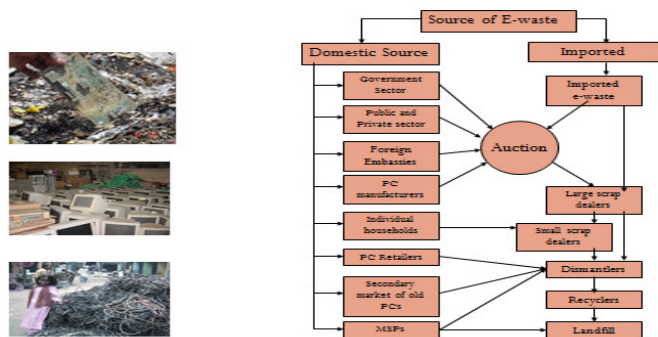 Source of E-waste
Domestic Source
Imported
Government
Sector
Imported
e-waste
Public and
Private sector
Auction
Foreign
Embassies
PC
manufacturers
Large scrap
dealers
Individual
households
Small scrap
dealers
PC Retailers
Dismantlers
Secondary
market of old
PC's
Recyclers
MSPs
Landfill